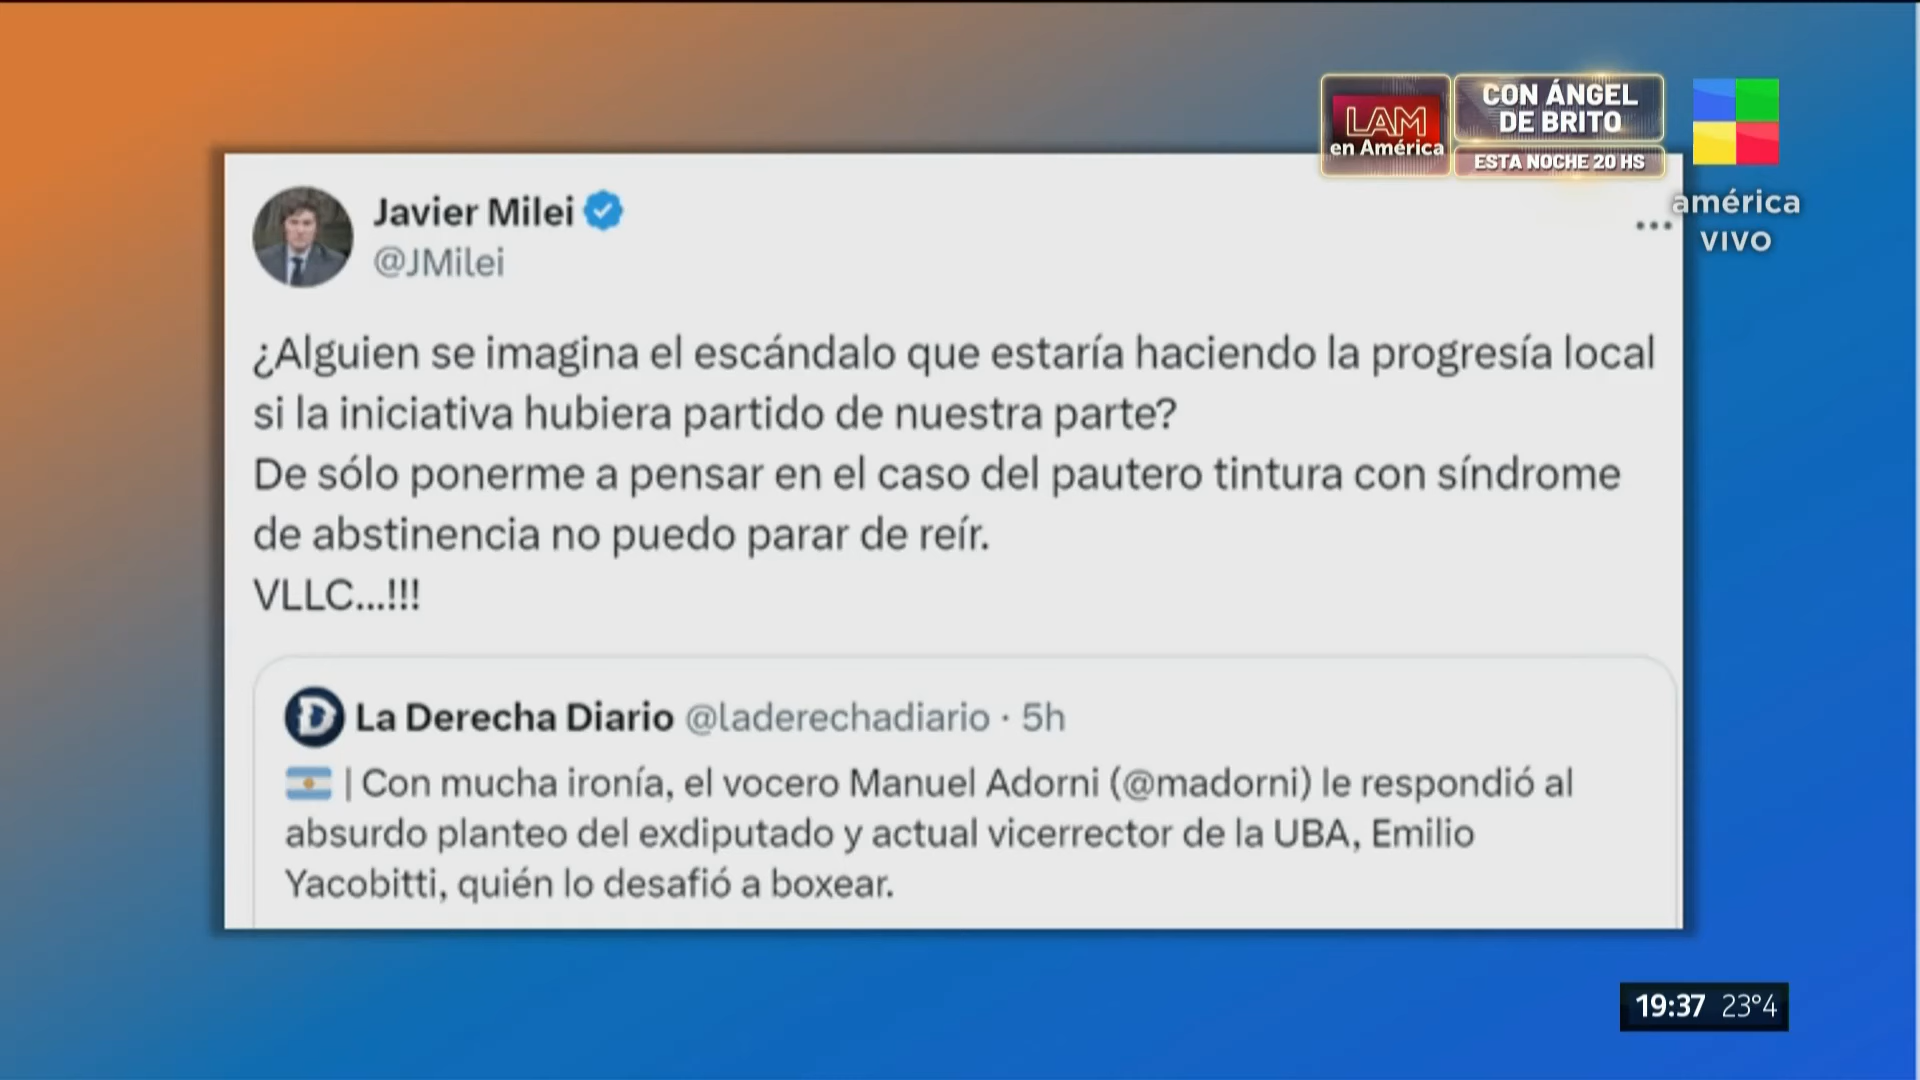 LAM
en América
CON ÁNGEL
DE BRITO
ESTA NOCHE 20 HS
américa
VIVO
Javier Milei
@JMilei
¿Alguien se imagina el escándalo que estaría haciendo la progresía local
si la iniciativa hubiera partido de nuestra parte?
De sólo ponerme a pensar en el caso del pautero tintura con síndrome
de abstinencia no puedo parar de reír.
VLLC...!!!
La Derecha Diario @laderechadiario · 5h
| Con mucha ironía, el vocero Manuel Adorni (@madorni) le respondió al
absurdo planteo del exdiputado y actual vicerrector de la UBA, Emilio
Yacobitti, quién lo desafió a boxear.
19:37 23°4